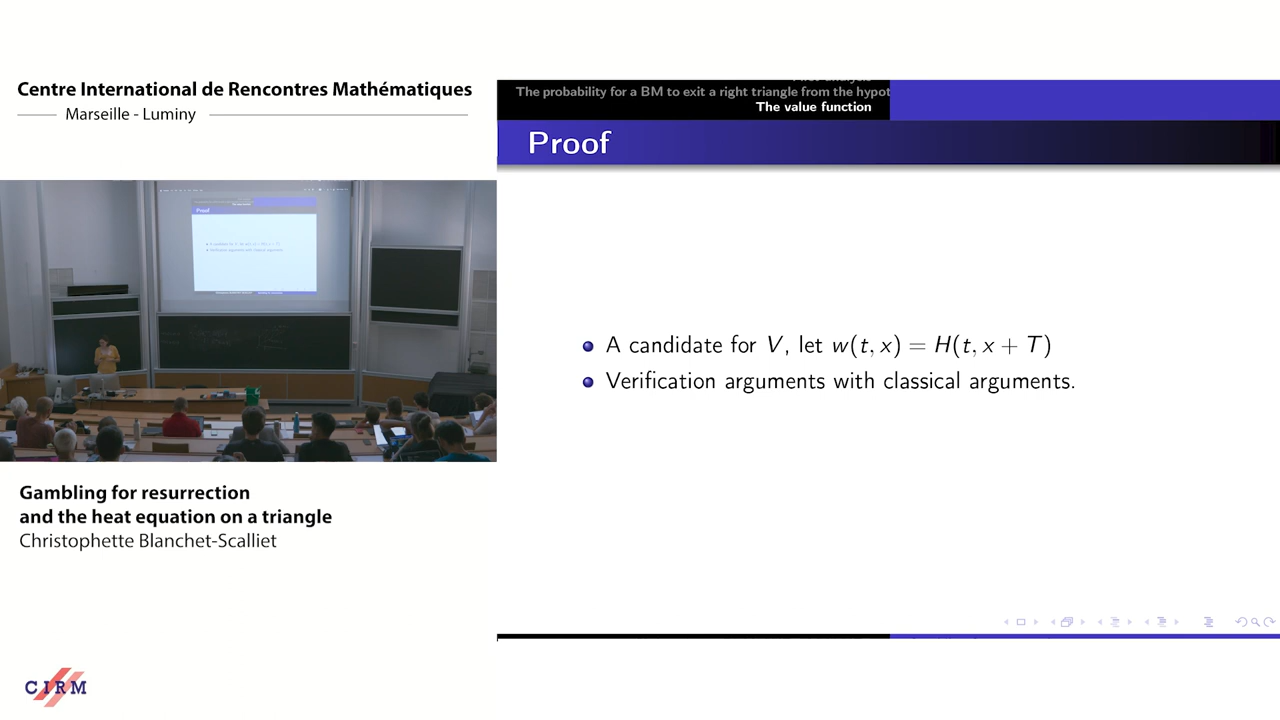 Centre International de Rencontres Mathématiques
Marseille - Luminy
The probability for a BM to exit a right triangle from the hypot
The value function
Proof
A candidate for V, let w(t, x) = H(t, x + T)
Verification arguments with classical arguments.
Gambling for resurrection
and the heat equation on a triangle
Christophette Blanchet-Scalliet
CIRM